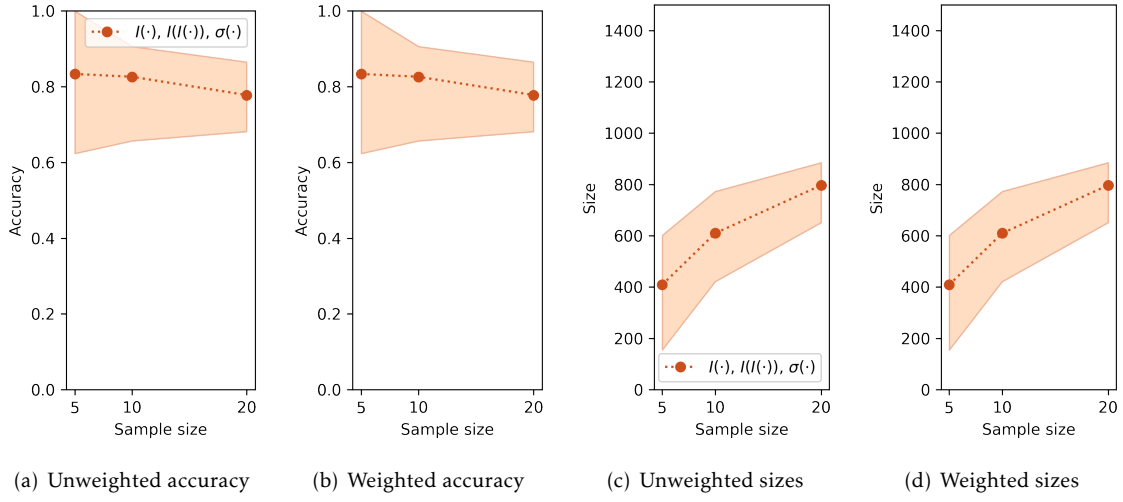 1.0
0.8
0.6
0.4
0.2
0.0
Accuracy
5
10
20
Sample size
I(·), I(I(·)), σ(·)
(a) Unweighted accuracy
1.0
0.8
0.6
0.4
0.2
0.0
Accuracy
5
10
20
Sample size
(b) Weighted accuracy
1400
1200
1000
800
600
400
200
0
Size
5
10
20
Sample size
I(·), I(I(·)), σ(·)
(c) Unweighted sizes
1400
1200
1000
800
600
400
200
0
Size
5
10
20
Sample size
(d) Weighted sizes